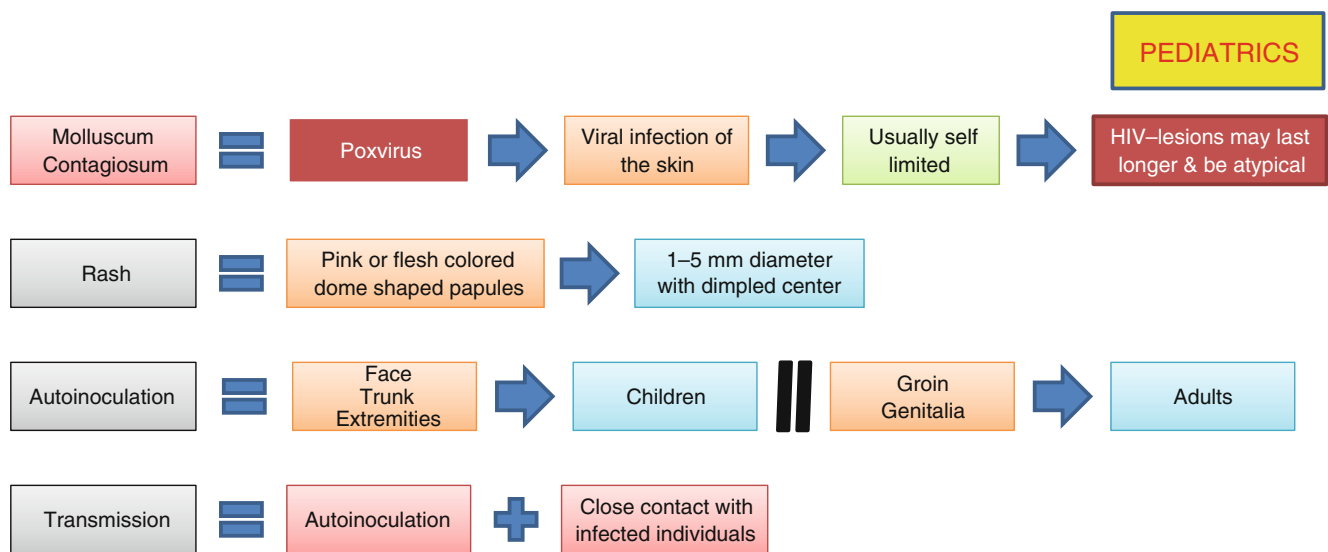 PEDIATRICS
Molluscum
Contagiosum
Poxvirus
Viral infection of
the skin
Usually self
limited
HIV–lesions may last
longer & be atypical
Rash
Pink or flesh colored
dome shaped papules
1–5 mm diameter
with dimpled center
Autoinoculation
Face
Trunk
Extremities
Children
Groin
Genitalia
Adults
Transmission
Autoinoculation
Close contact with
infected individuals